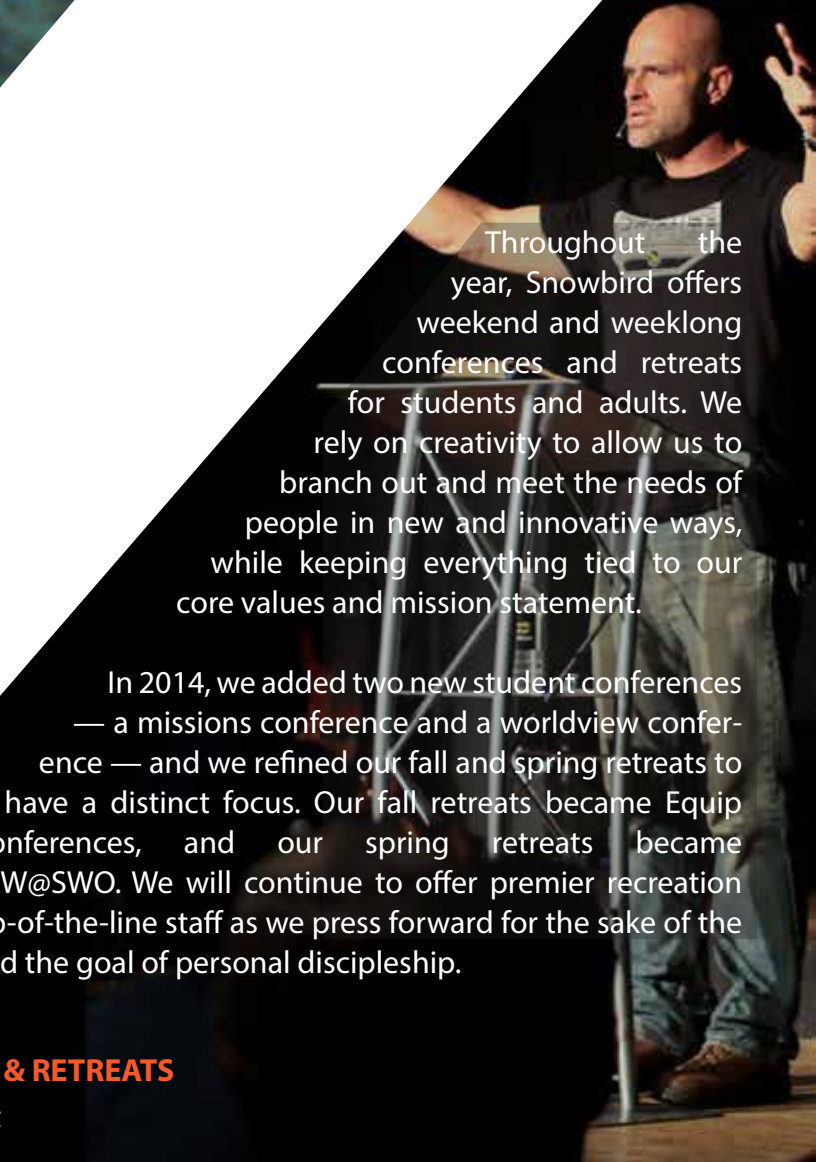 Throughout the
year, Snowbird offers
weekend and weeklong
conferences and retreats
for students and adults. We
rely on creativity to allow us to
branch out and meet the needs of
people in new and innovative ways,
while keeping everything tied to our
core values and mission statement.
In 2014, we added two new student conferences
— a missions conference and a worldview confer-
ence — and we refined our fall and spring retreats to
have a distinct focus. Our fall retreats became Equip
onferences, and our spring retreats became
W@SWO. We will continue to offer premier recreation
-of-the-line staff as we press forward for the sake of the
d the goal of personal discipleship.
& RETREATS